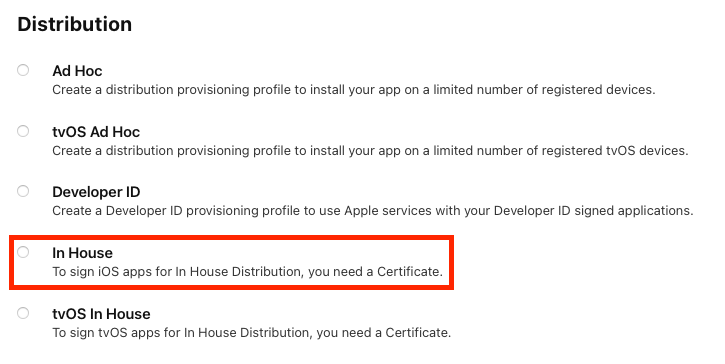 Distribution
Ad Hoc
Create a distribution provisioning profile to install your app on a limited number of registered devices.
tvOS Ad Hoc
Create a distribution provisioning profile to install your app on a limited number of registered tvOS devices.
Developer ID
Create a Developer ID provisioning profile to use Apple services with your Developer ID signed applications.
In House
To sign iOS apps for In House Distribution, you need a Certificate.
tvOS In House
To sign tvOS apps for In House Distribution, you need a Certificate.